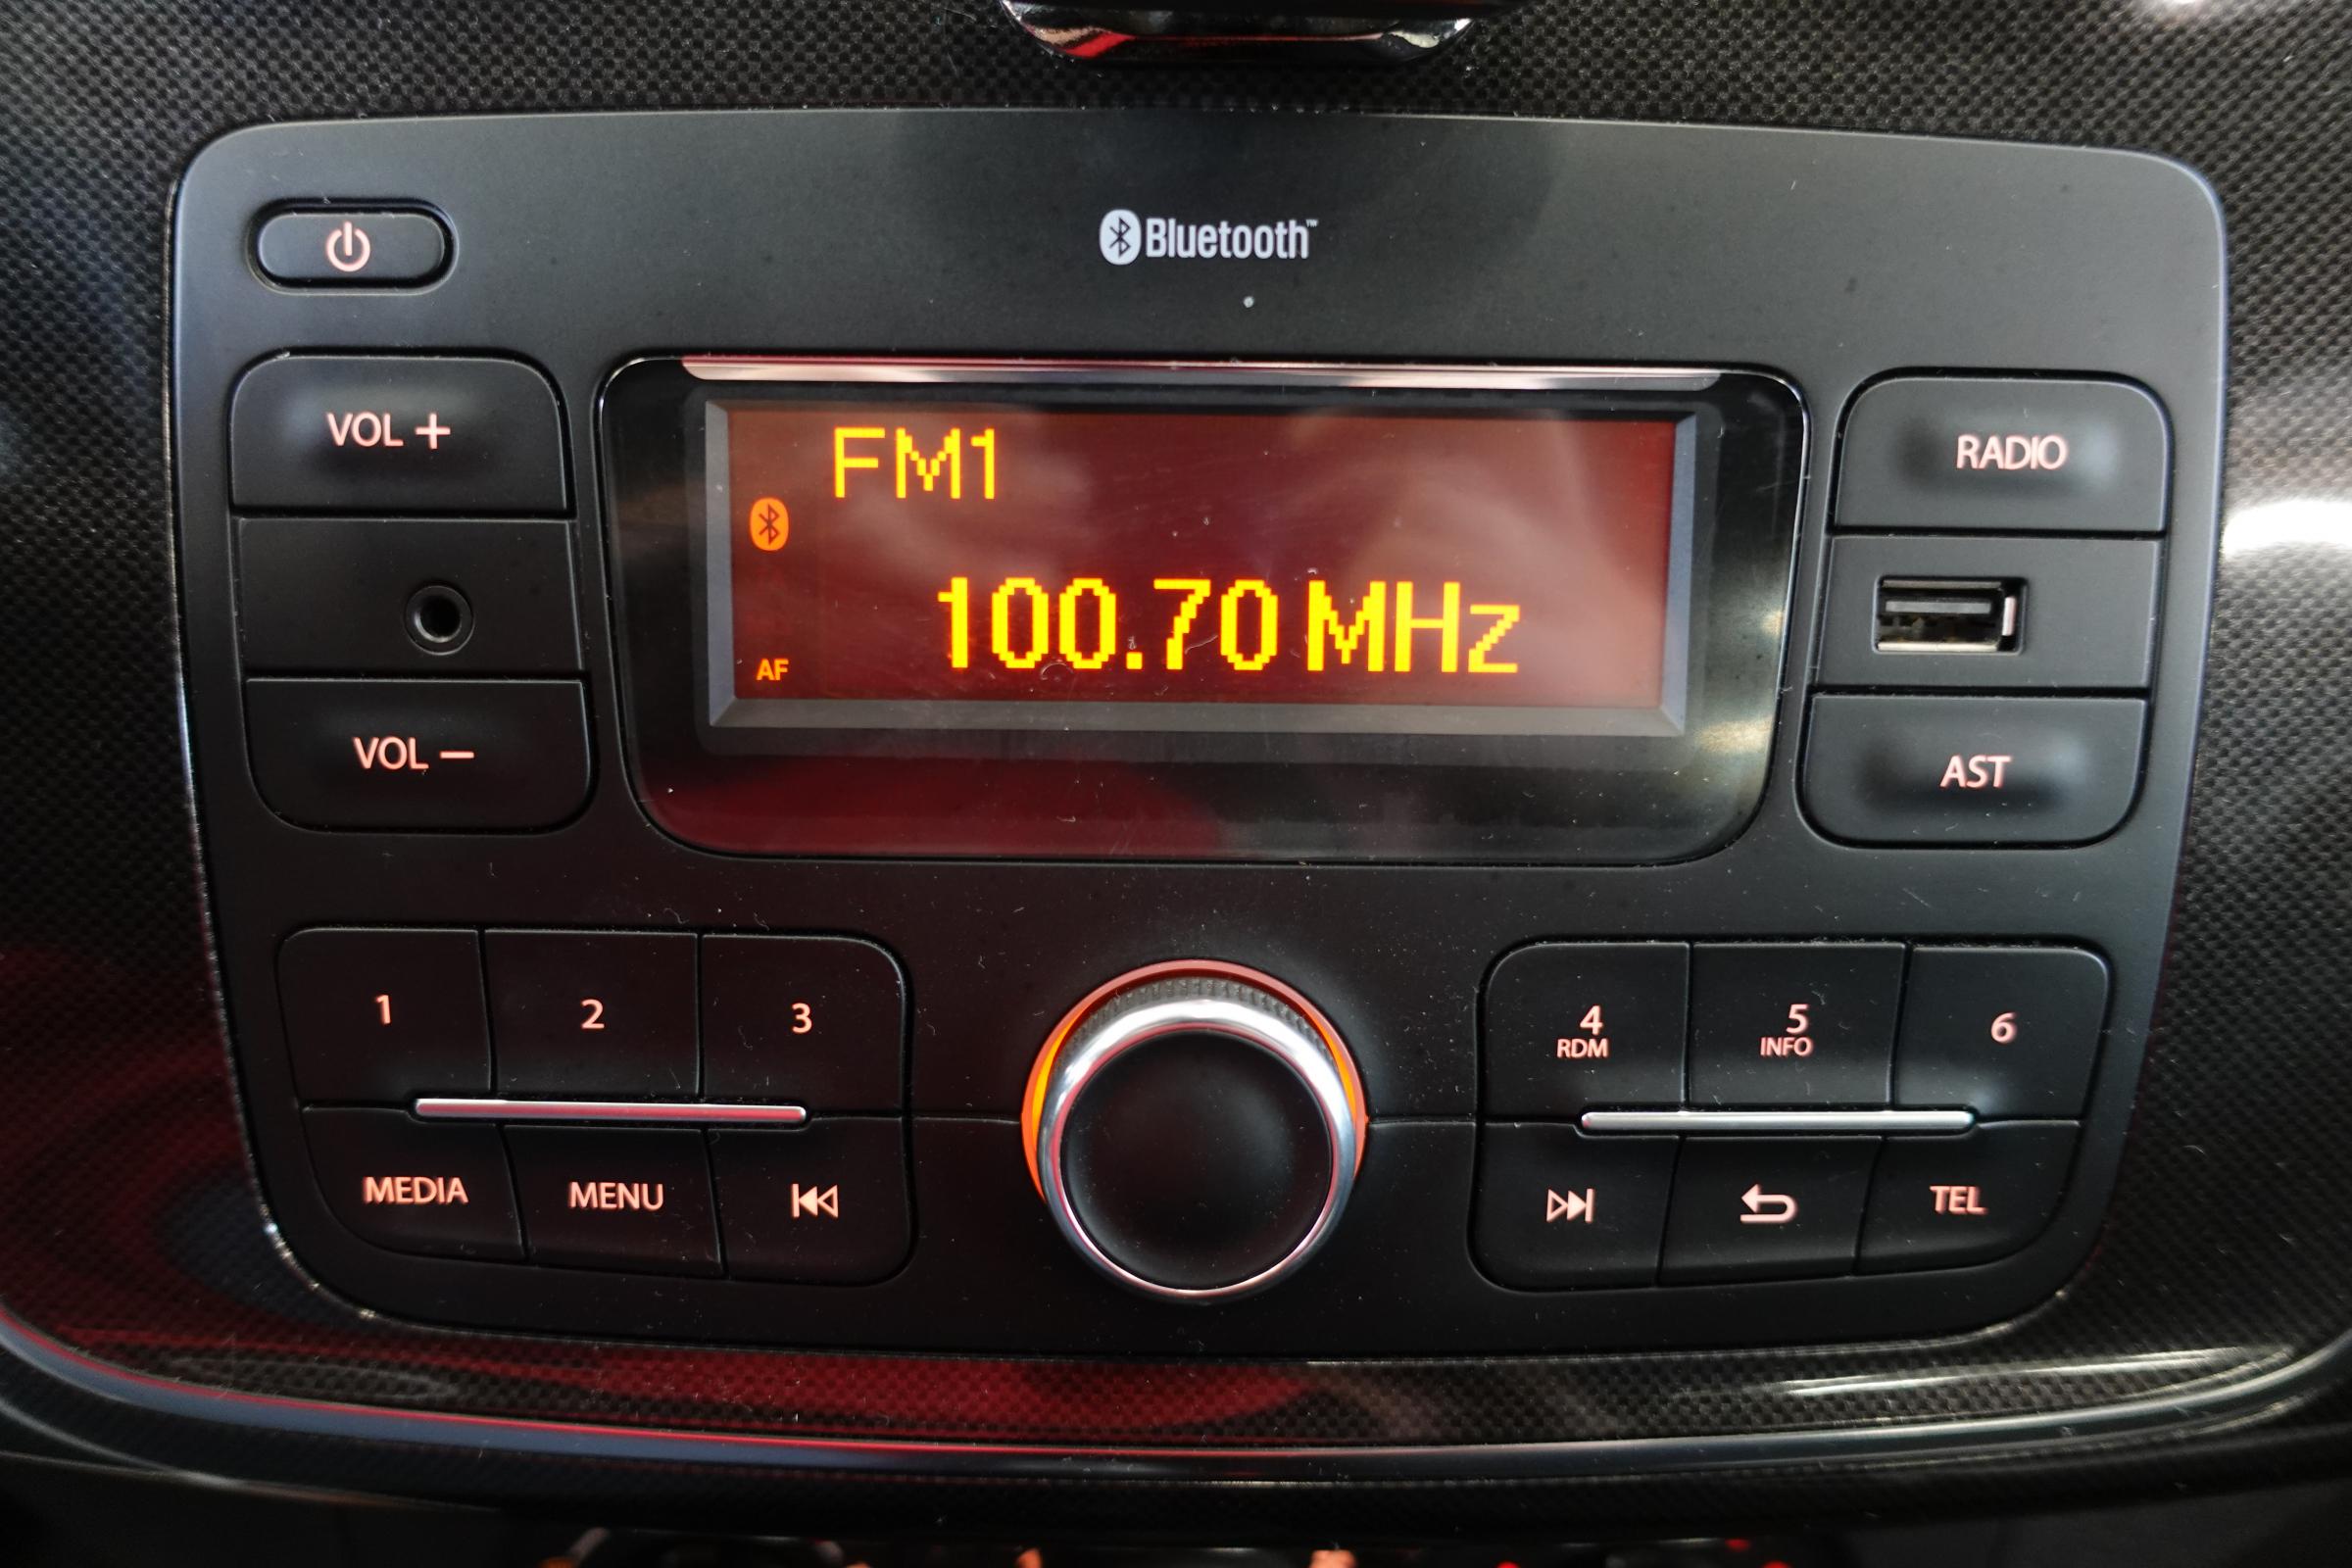 Bluetooth™
VOL +
FM1
RADIO
100.70 MHz
AF
VOL −
AST
1
2
3
4
RDM
5
INFO
6
MEDIA
MENU
TEL